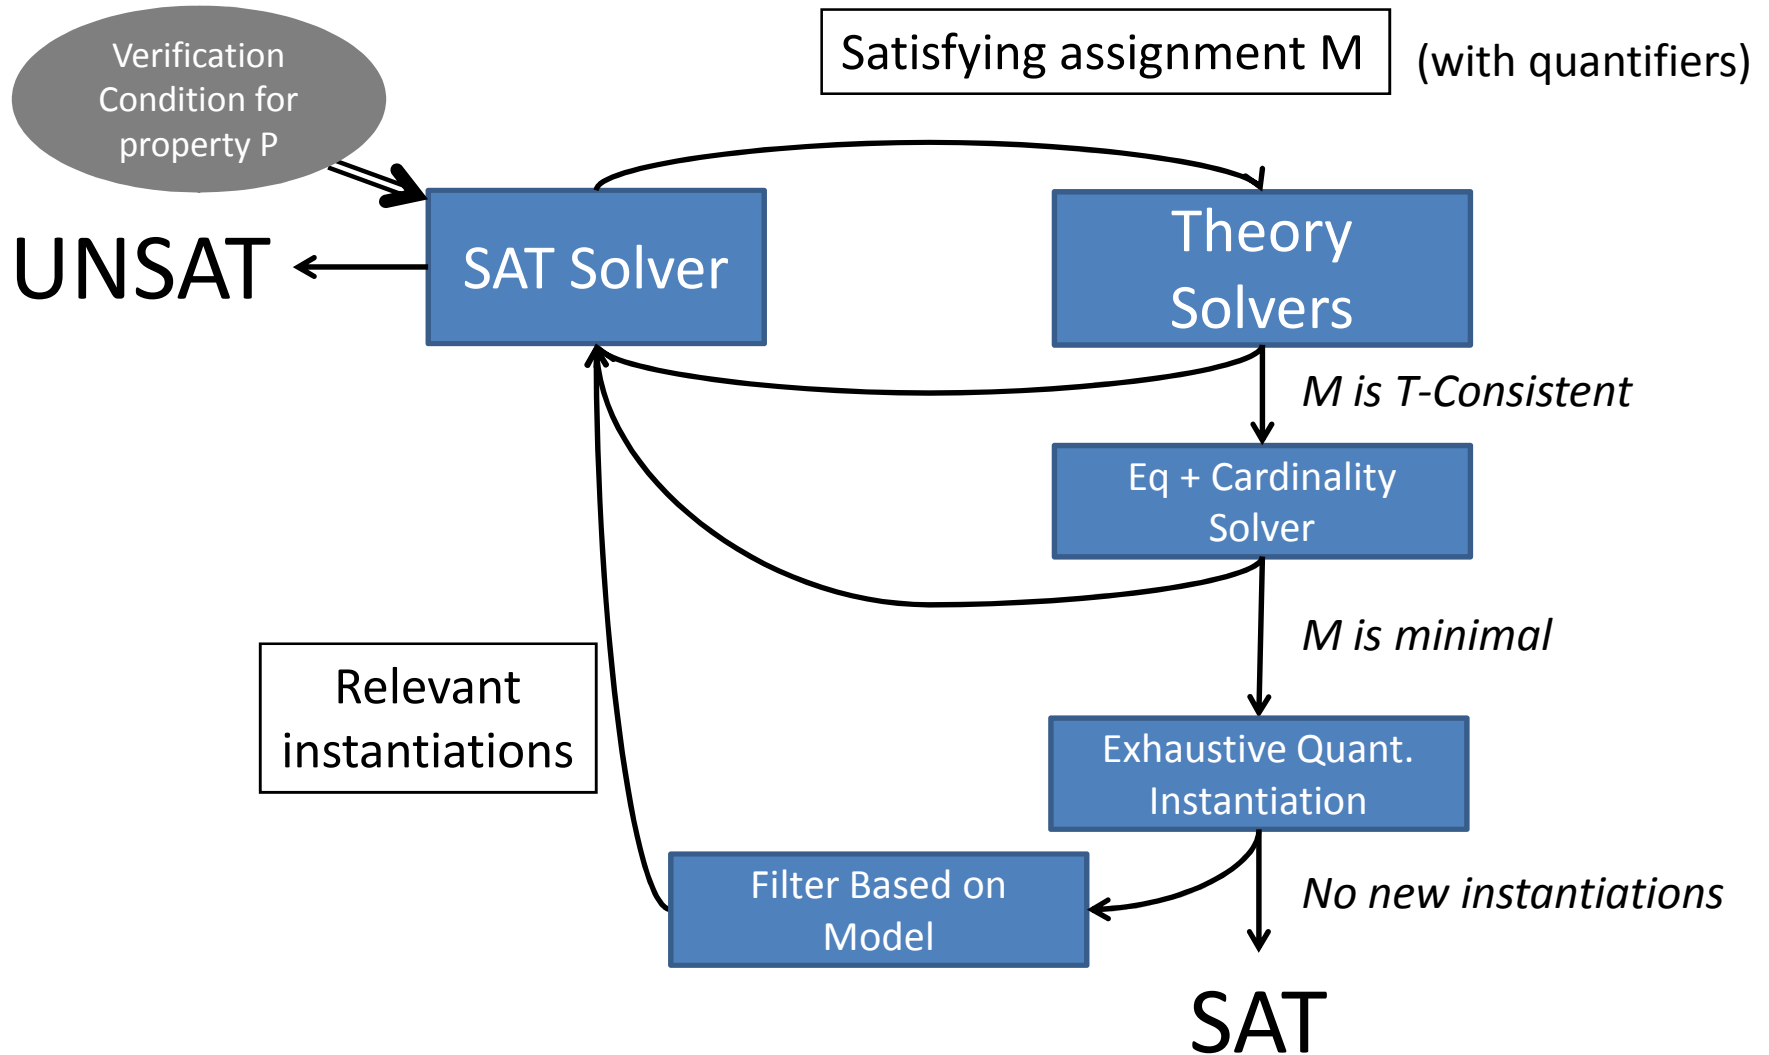 Verification
Condition for
property P
Satisfying assignment M
(with quantifiers)
UNSAT
SAT Solver
Theory
Solvers
M is T-Consistent
Eq + Cardinality
Solver
M is minimal
Relevant
instantiations
Exhaustive Quant.
Instantiation
Filter Based on
Model
No new instantiations
SAT